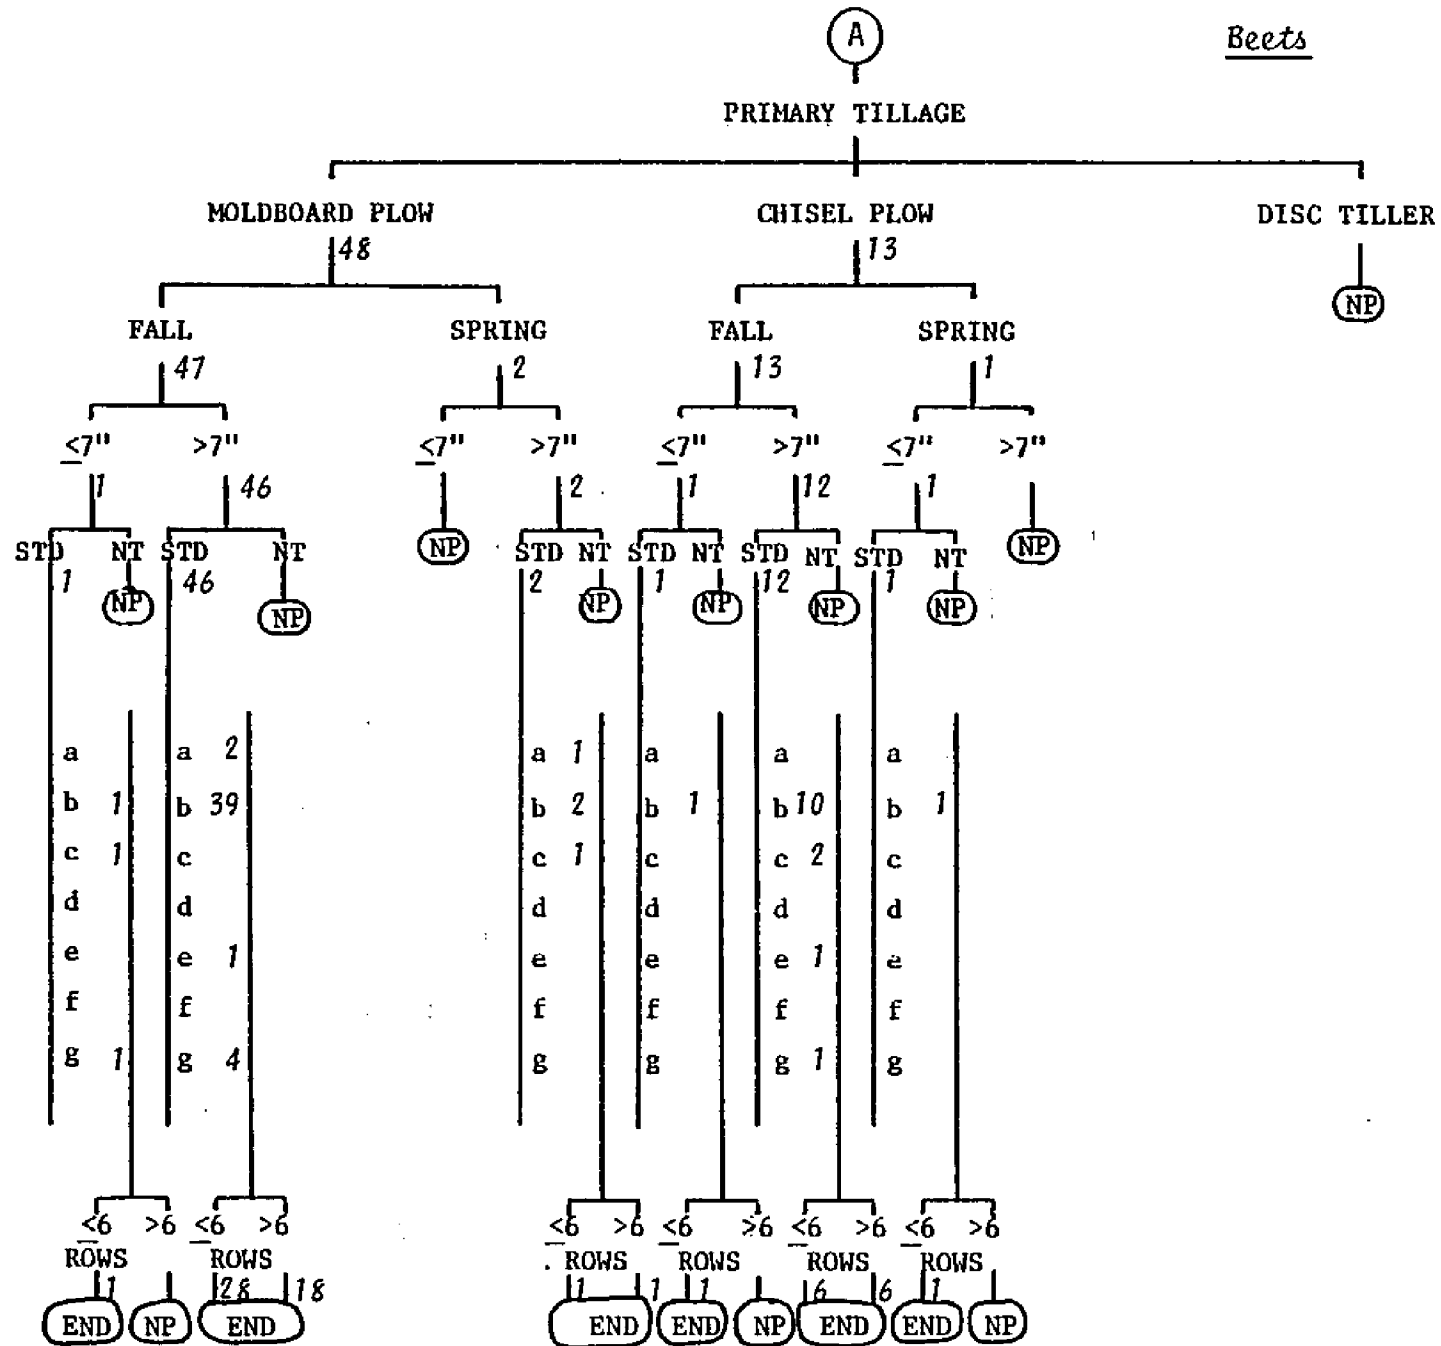 A
Beets
PRIMARY TILLAGE
MOLDBOARD PLOW CHISEL PLOW DISC TILLER
48 13
NP
FALL SPRING FALL SPRING
47 2 13 1
≤7" >7" ≤7" >7" ≤7" >7" ≤7" >7"
1 46 2 1 12 1
NP NP
STD NT STD NT STD NT STD NT STD NT STD NT
1 46 2 1 12 1
NP NP NP NP NP NP
a a 2 a 1 a a a
b 1 b 39 b 2 b 1 b 10 b 1
c 1 c c 1 c c 2 c
d d d d d d
e e 1 e e e 1 e
f f f f f f
g 1 g 4 g g g 1 g
≤6 >6 ≤6 >6 ≤6 >6 ≤6 >6 ≤6 >6 ≤6 >6
ROWS ROWS ROWS ROWS ROWS ROWS
1 28 18 1 1 1 6 6 1
END NP END END END NP END END NP